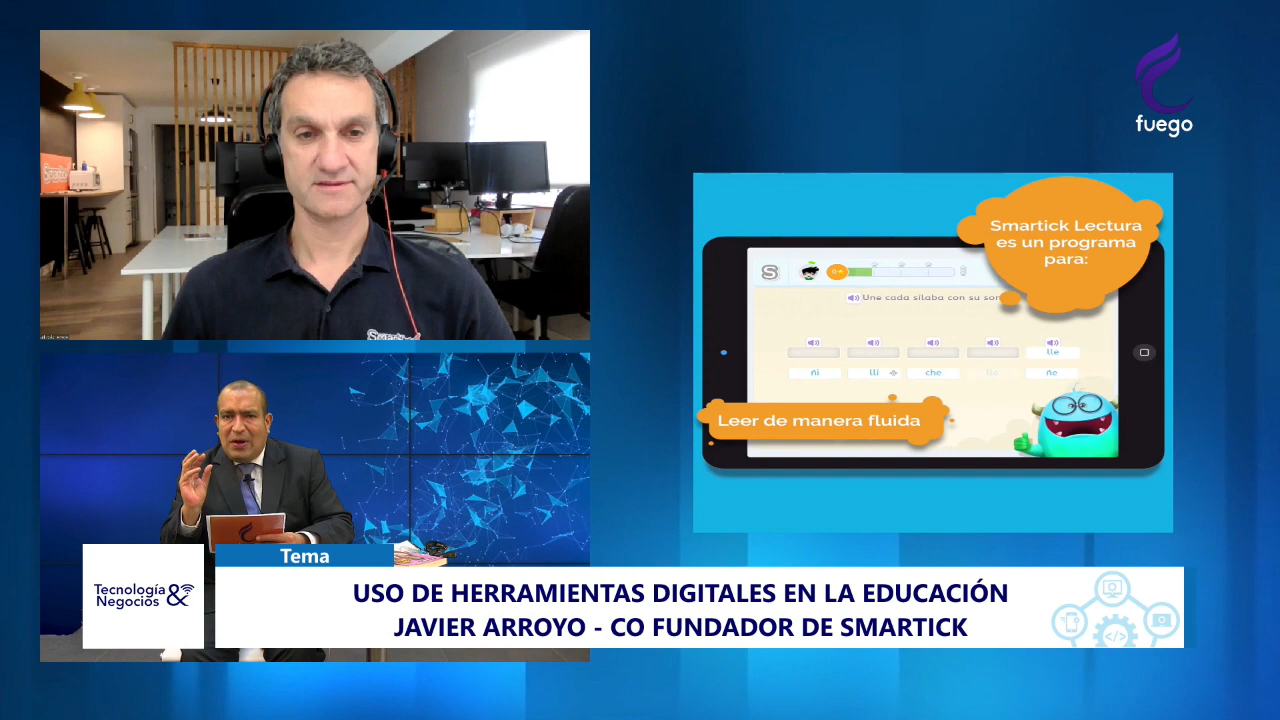 fuego
Smartick
Smartick Lectura
es un programa
para:
S
Une cada sílaba con su son
lle
ñi
lli
che
lle
ñe
Leer de manera fluida
Tema
Tecnología &
Negocios
USO DE HERRAMIENTAS DIGITALES EN LA EDUCACIÓN
JAVIER ARROYO - CO FUNDADOR DE SMARTICK